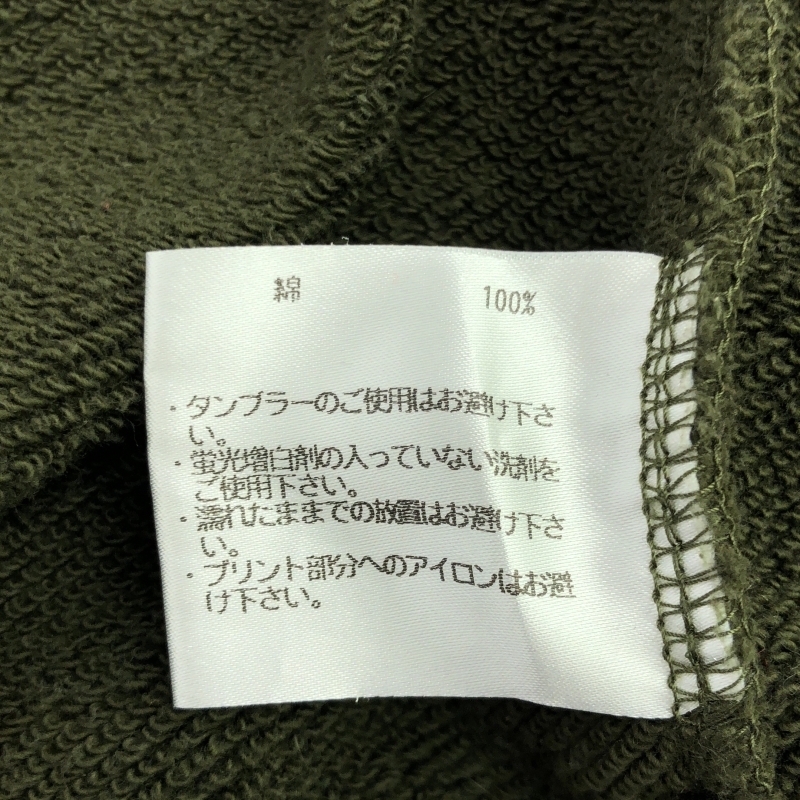 綿 100%
・タンブラーのご使用はお避け下さ
い。
・蛍光増白剤の入っていない洗剤を
ご使用下さい。
・濡れたままでの放置はお避け下さ
い。
・プリント部分へのアイロンはお避
け下さい。